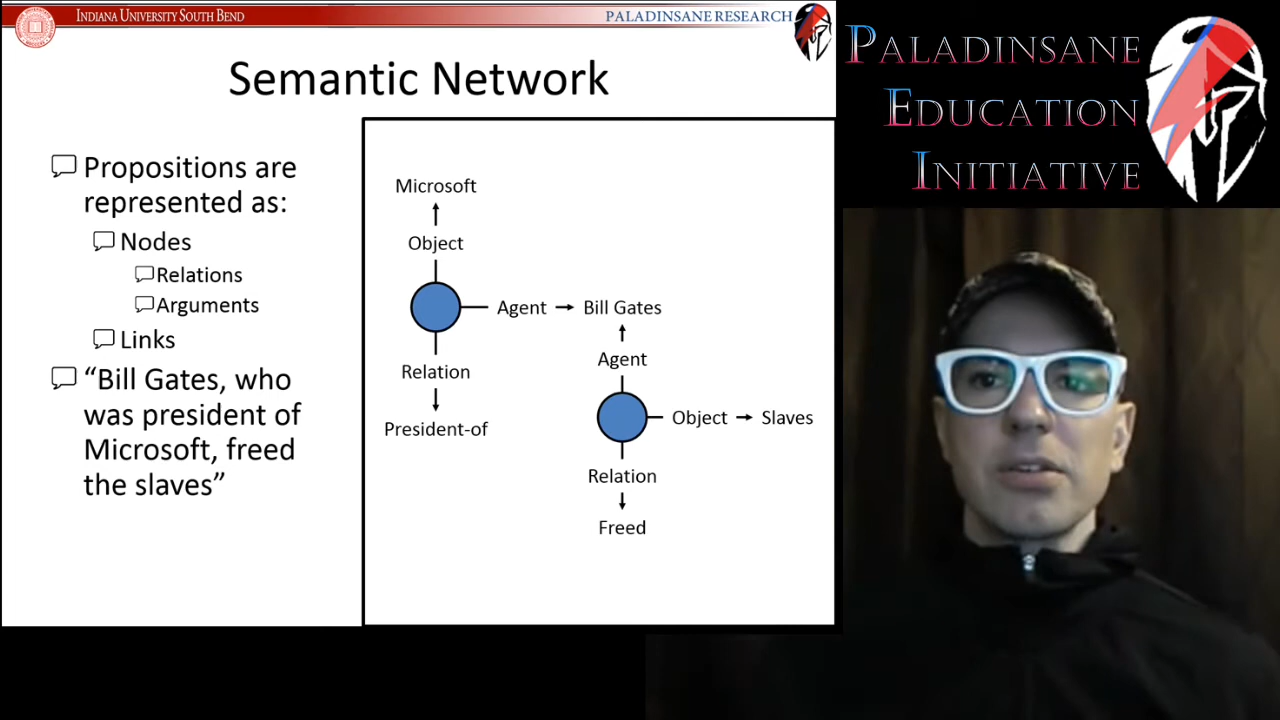 INDIANA UNIVERSITY SOUTH BEND
PALADINSANE RESEARCH
Semantic Network
Propositions are
represented as:
Nodes
Relations
Arguments
Links
“Bill Gates, who
was president of
Microsoft, freed
the slaves”
Microsoft
Object
Agent
Bill Gates
Relation
President-of
Agent
Object
Slaves
Relation
Freed
PALADINSANE
EDUCATION
INITIATIVE